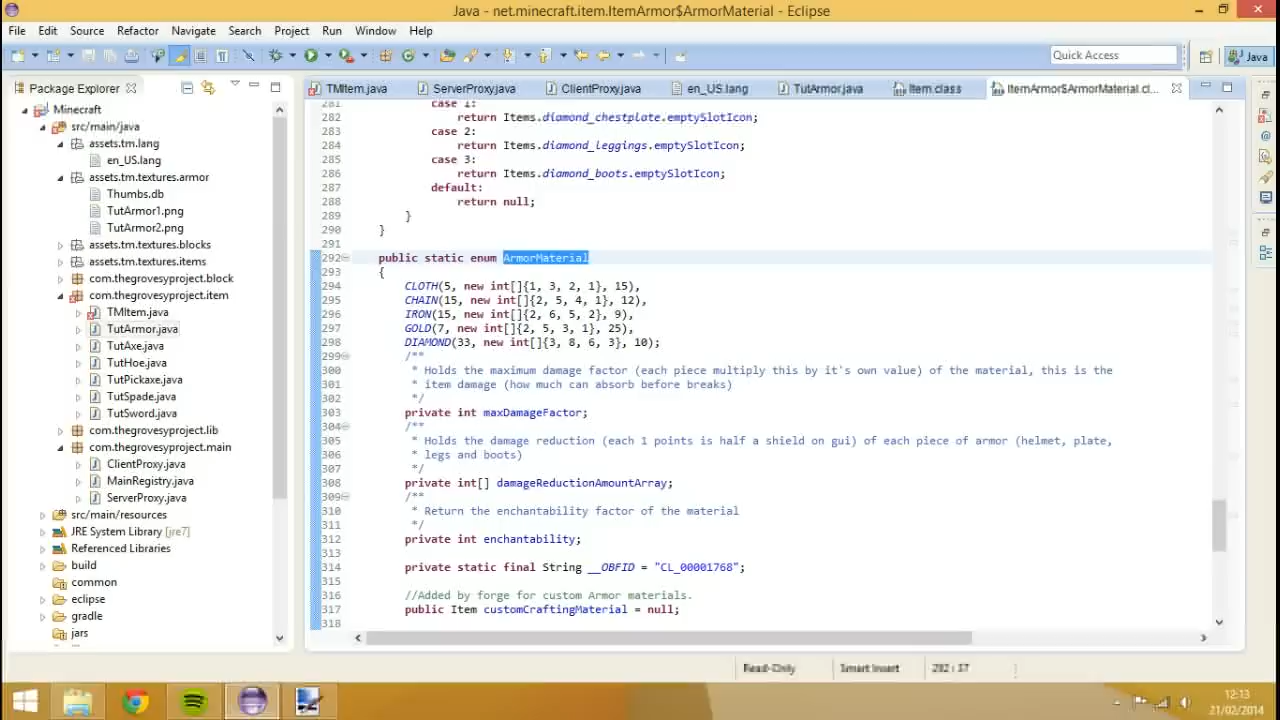 Java - net.minecraft.item.ItemArmor$ArmorMaterial - Eclipse
File Edit Source Refactor Navigate Search Project Run Window Help
Quick Access
Java
Package Explorer
TMItem.java ServerProxy.java ClientProxy.java en_US.lang TutArmor.java Item.class ItemArmor$ArmorMaterial.cl...
Minecraft
src/main/java
assets.tm.lang
en_US.lang
assets.tm.textures.armor
Thumbs.db
TutArmor1.png
TutArmor2.png
assets.tm.textures.blocks
assets.tm.textures.items
com.thegrovesyproject.block
com.thegrovesyproject.item
TMItem.java
TutArmor.java
TutAxe.java
TutHoe.java
TutPickaxe.java
TutSpade.java
TutSword.java
com.thegrovesyproject.lib
com.thegrovesyproject.main
ClientProxy.java
MainRegistry.java
ServerProxy.java
src/main/resources
JRE System Library [jre7]
Referenced Libraries
build
common
eclipse
gradle
jars
281 case 1:
282 return Items.diamond_chestplate.emptySlotIcon;
283 case 2:
284 return Items.diamond_leggings.emptySlotIcon;
285 case 3:
286 return Items.diamond_boots.emptySlotIcon;
287 default:
288 return null;
289 }
290 }
291
292 public static enum ArmorMaterial
293 {
294 CLOTH(5, new int[]{1, 3, 2, 1}, 15),
295 CHAIN(15, new int[]{2, 5, 4, 1}, 12),
296 IRON(15, new int[]{2, 6, 5, 2}, 9),
297 GOLD(7, new int[]{2, 5, 3, 1}, 25),
298 DIAMOND(33, new int[]{3, 8, 6, 3}, 10);
299 /**
300 * Holds the maximum damage factor (each piece multiply this by it's own value) of the material, this is the
301 * item damage (how much can absorb before breaks)
302 */
303 private int maxDamageFactor;
304 /**
305 * Holds the damage reduction (each 1 points is half a shield on gui) of each piece of armor (helmet, plate,
306 * legs and boots)
307 */
308 private int[] damageReductionAmountArray;
309 /**
310 * Return the enchantability factor of the material
311 */
312 private int enchantability;
313
314 private static final String __OBFID = "CL_00001768";
315
316 //Added by forge for custom Armor materials.
317 public Item customCraftingMaterial = null;
318
Read-Only Smart Insert 292 : 37
12:13
21/02/2014